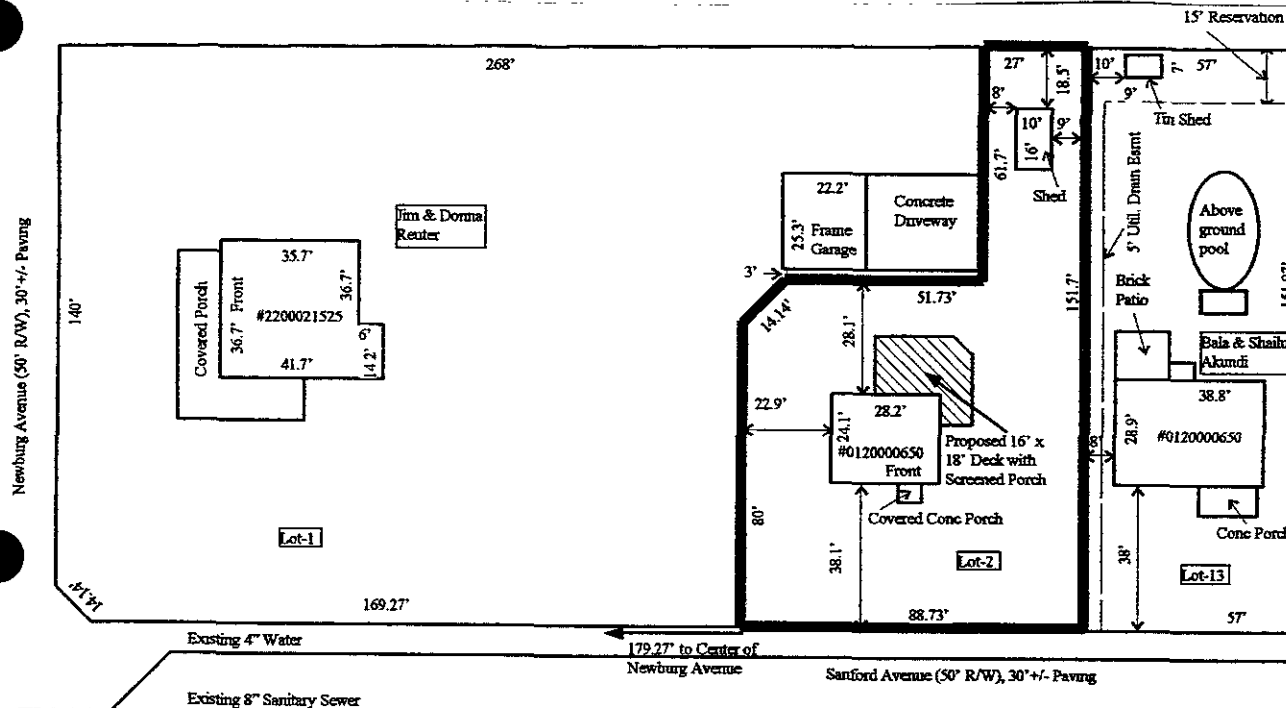 15' Reservation
268'
27'
18.5'
10'
7'
57'
8'
9'
Tin Shed
10'
9'
16'
61.7'
Shed
5' Util. Drain Esmt
Newburg Avenue (50' R/W), 30'+/- Paving
140'
Jim & Donna
Reuter
22.2'
25.3'
Frame
Garage
Concrete
Driveway
Above
ground
pool
35.7'
Covered Porch
36.7'
Front
36.7'
#2200021525
6'
14.2'
41.7'
3'
14.14'
51.73'
151.7'
28.1'
Brick
Patio
Bala & Shailu
Akundi
22.9'
28.2'
24.1'
#0120000650
Front
Proposed 16' x
18' Deck with
Screened Porch
38.8'
28.9'
#0120000650
8'
Covered Conc Porch
Conc Porch
80'
38.1'
38'
Lot-1
Lot-2
Lot-13
14.14'
169.27'
88.73'
57'
Existing 4" Water
179.27' to Center of
Newburg Avenue
Sanford Avenue (50' R/W), 30'+/- Paving
Existing 8" Sanitary Sewer